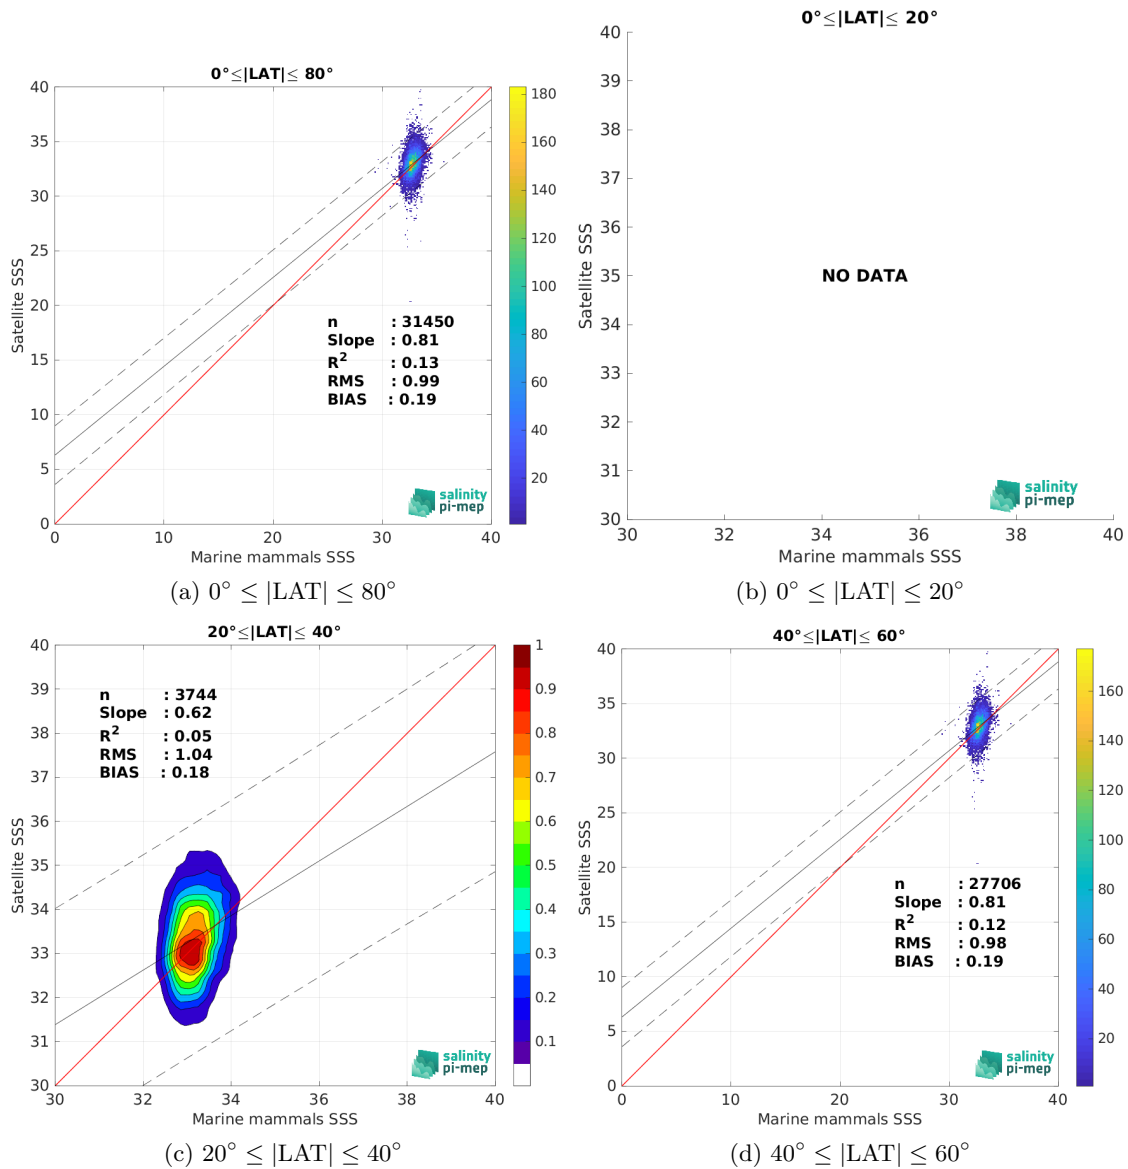 0°≤|LAT|≤ 80°
40
35
30
25
20
15
10
5
0
Satellite SSS
n : 31450
Slope : 0.81
R2 : 0.13
RMS : 0.99
BIAS : 0.19
salinity
pi-mep
0
10
20
30
40
Marine mammals SSS
180
160
140
120
100
80
60
40
20
(a) 0° ≤ |LAT| ≤ 80°
0°≤|LAT|≤ 20°
40
39
38
37
36
35
34
33
32
31
30
Satellite SSS
NO DATA
salinity
pi-mep
30
32
34
36
38
40
Marine mammals SSS
(b) 0° ≤ |LAT| ≤ 20°
20°≤|LAT|≤ 40°
40
39
38
37
36
35
34
33
32
31
30
Satellite SSS
n : 3744
Slope : 0.62
R2 : 0.05
RMS : 1.04
BIAS : 0.18
salinity
pi-mep
30
32
34
36
38
40
Marine mammals SSS
1
0.9
0.8
0.7
0.6
0.5
0.4
0.3
0.2
0.1
(c) 20° ≤ |LAT| ≤ 40°
40°≤|LAT|≤ 60°
40
35
30
25
20
15
10
5
0
Satellite SSS
n : 27706
Slope : 0.81
R2 : 0.12
RMS : 0.98
BIAS : 0.19
salinity
pi-mep
0
10
20
30
40
Marine mammals SSS
160
140
120
100
80
60
40
20
(d) 40° ≤ |LAT| ≤ 60°